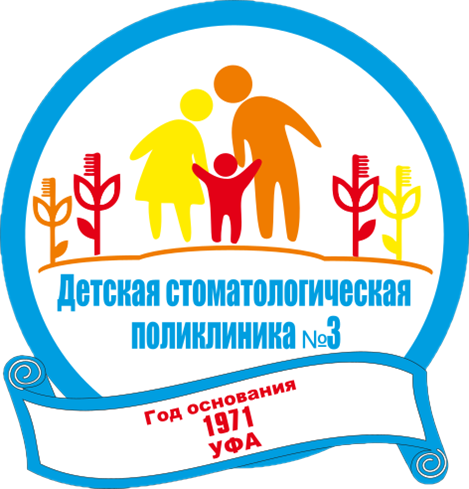 Детская стоматологическая
поликлиника №3
Год основания
1971
УФА